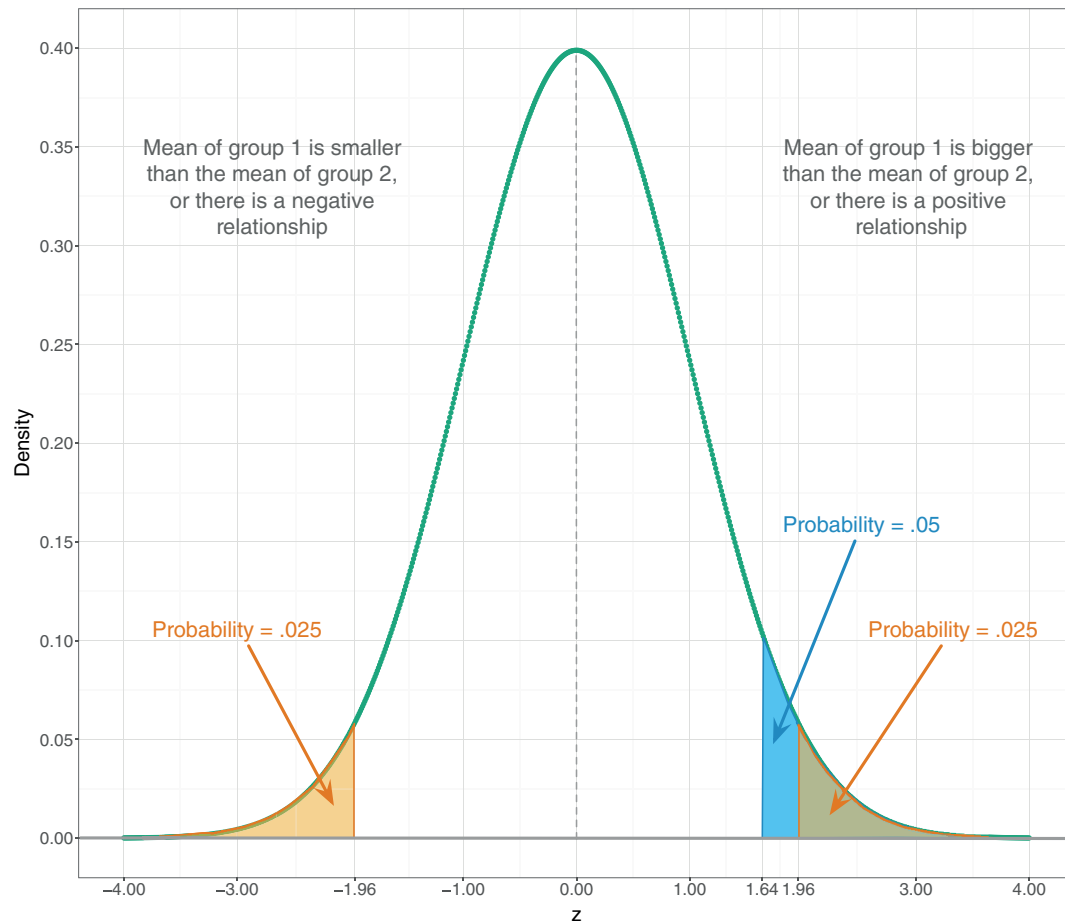 0.40
0.35
0.30
0.25
0.20
0.15
0.10
0.05
0.00
Density
Mean of group 1 is smaller
than the mean of group 2,
or there is a negative
relationship
Mean of group 1 is bigger
than the mean of group 2,
or there is a positive
relationship
Probability = .05
Probability = .025
Probability = .025
−4.00 −3.00 −1.96 −1.00 0.00 1.00 1.64 1.96 3.00 4.00
z